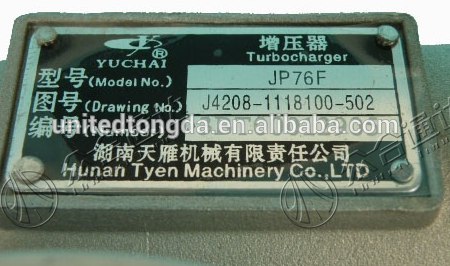 增压器
YUCHAI Turbocharger
型号(Model No.) JP76F
图号(Drawing No.) J4208-1118100-502
unitedtongda.com
湖南天雁机械有限责任公司
Hunan Tyen Machinery Co.,LTD